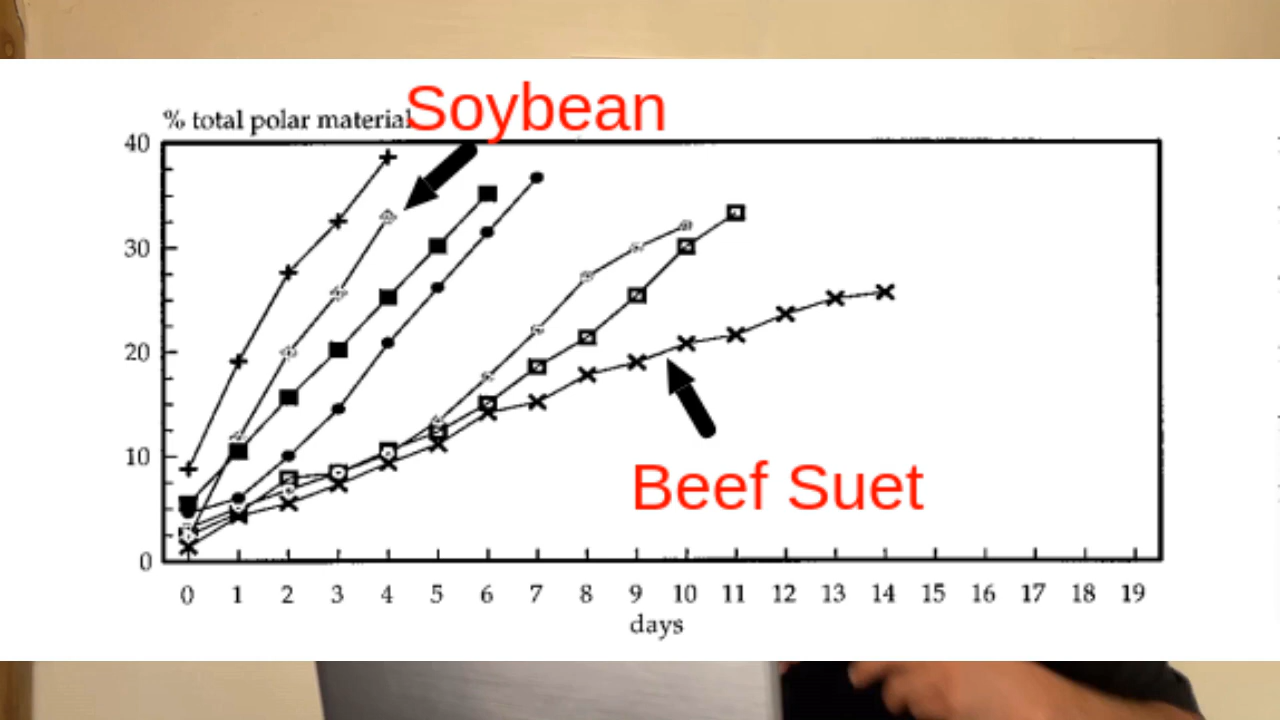 % total polar material
Soybean
40
30
20
10
0
Beef Suet
0 1 2 3 4 5 6 7 8 9 10 11 12 13 14 15 16 17 18 19
days